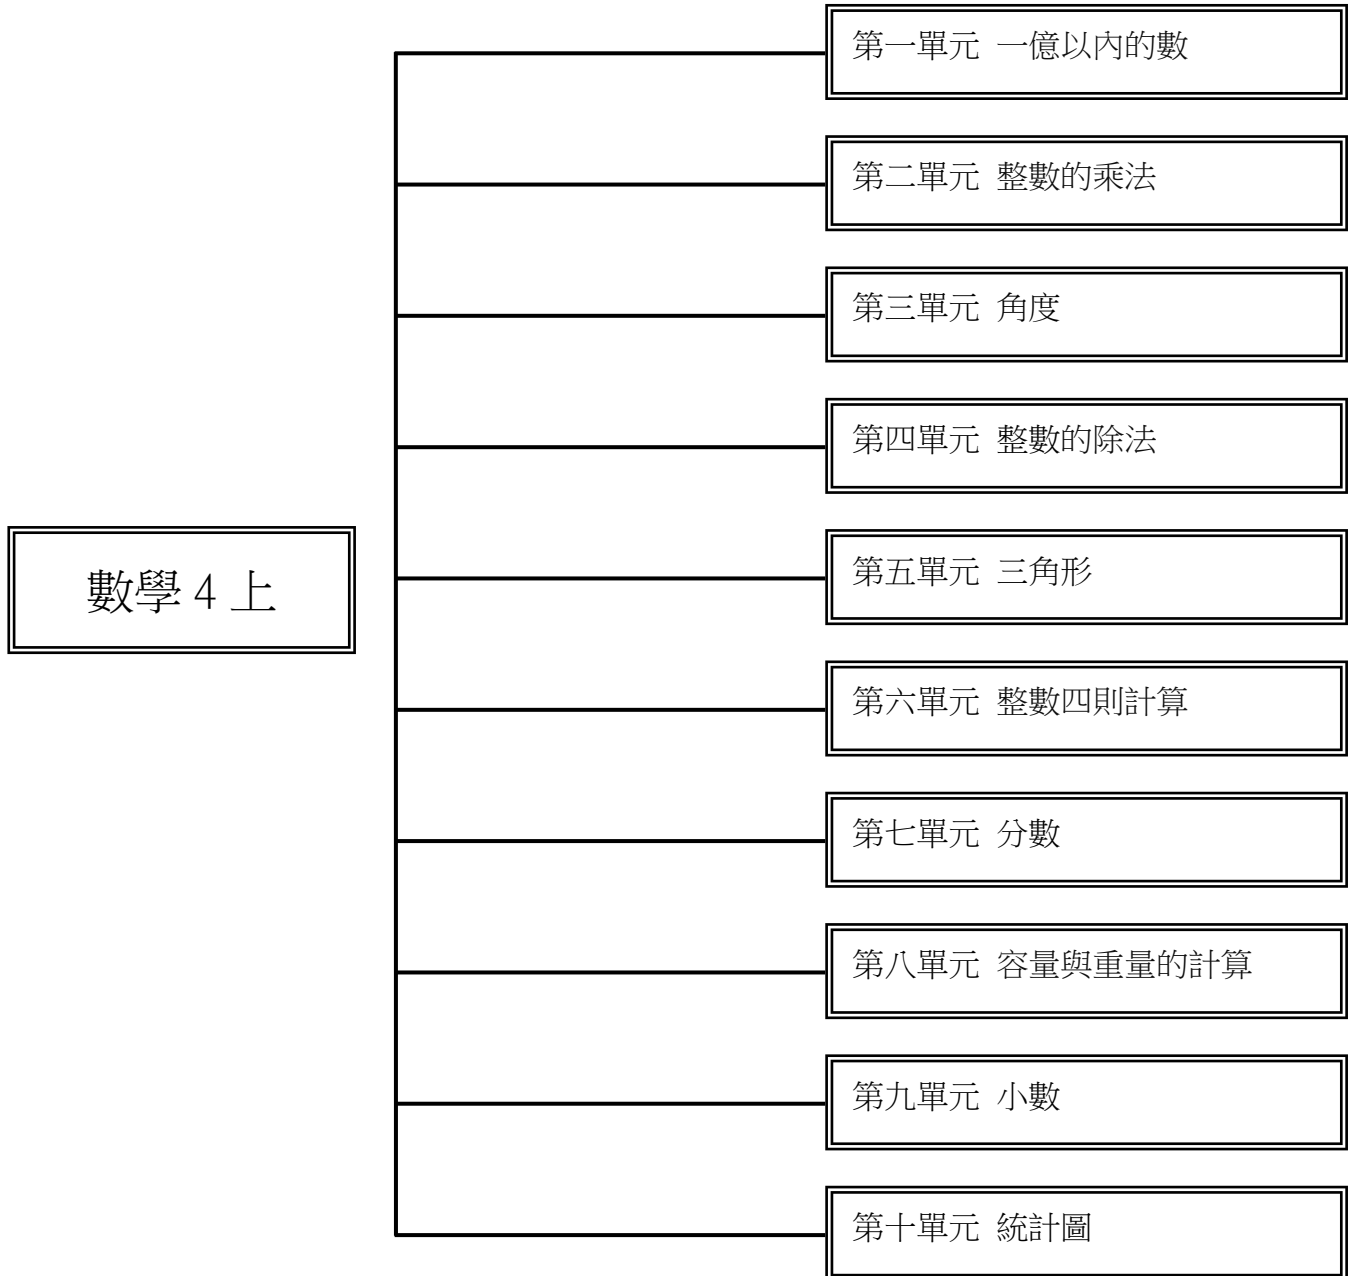 第一單元 一億以內的數
第二單元 整數的乘法
第三單元 角度
第四單元 整數的除法
第五單元 三角形
數學4上
第六單元 整數四則計算
第七單元 分數
第八單元 容量與重量的計算
第九單元 小數
第十單元 統計圖